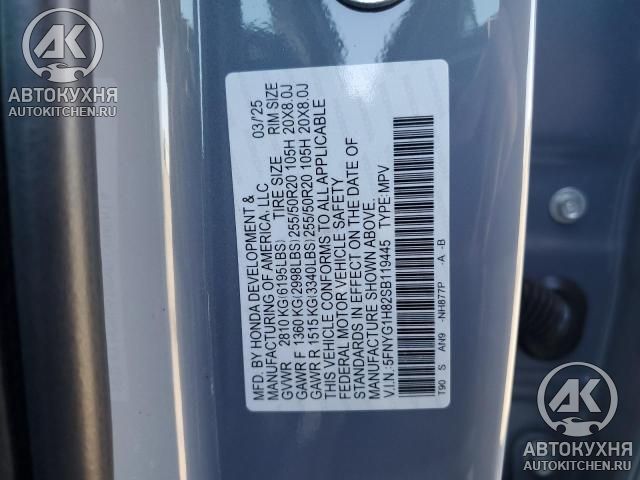 AK
АВТОКУХНЯ
AUTOKITCHEN.RU
MFD. BY HONDA DEVELOPMENT & 03/'25
MANUFACTURING OF AMERICA, LLC
TIRE SIZE RIM SIZE
GVWR 2810 KG(6195LBS)
GAWR F 1360 KG(2998LBS) 255/50R20 105H 20X8.0J
GAWR R 1515 KG(3340LBS) 255/50R20 105H 20X8.0J
THIS VEHICLE CONFORMS TO ALL APPLICABLE
FEDERAL MOTOR VEHICLE SAFETY
STANDARDS IN EFFECT ON THE DATE OF
MANUFACTURE SHOWN ABOVE.
V.I.N.:5FNYG1H82SB119445 TYPE:MPV
T90 S AN9 -NH877P -A -B
AK
АВТОКУХНЯ
AUTOKITCHEN.RU